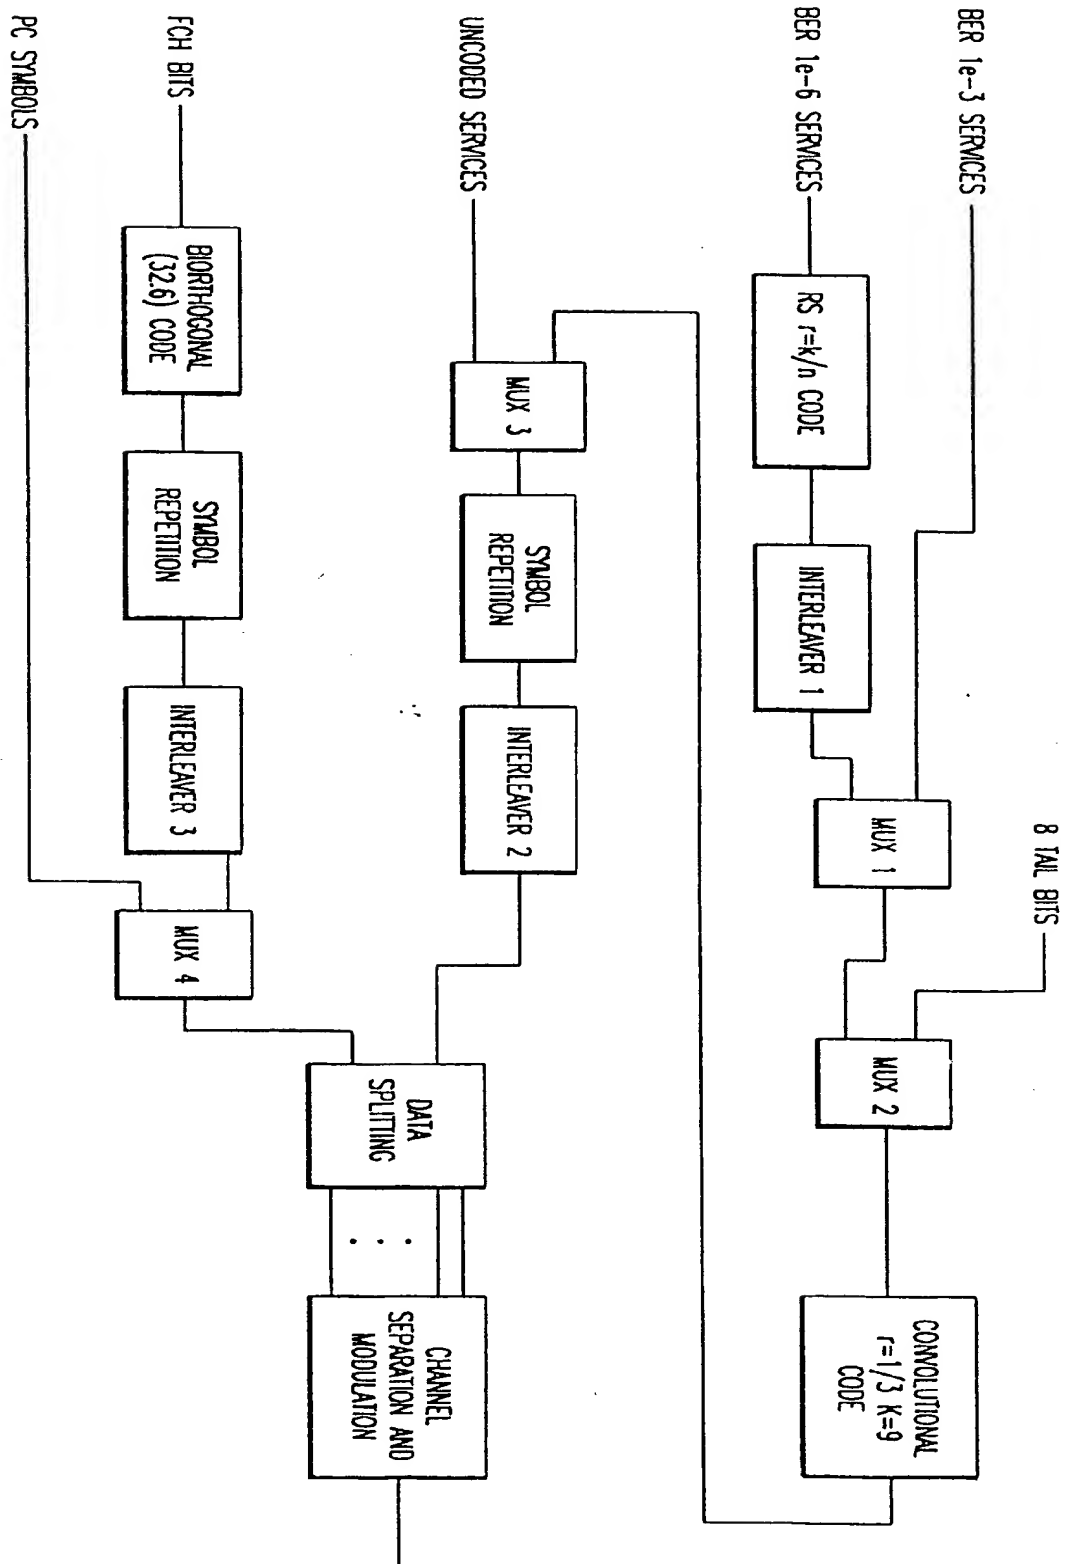 8 TAIL BITS
BER 1e-3 SERVICES
BER 1e-6 SERVICES
RS r=k/n CODE
INTERLEAVER 1
MUX 1
MUX 2
CONVOLUTIONAL
r=1/3 K=9
CODE
UNCODED SERVICES
MUX 3
SYMBOL
REPETITION
INTERLEAVER 2
DATA
SPLITTING
CHANNEL
SEPARATION AND
MODULATION
FCH BITS
BIORTHOGONAL
(32.6) CODE
SYMBOL
REPETITION
INTERLEAVER 3
MUX 4
PC SYMBOLS